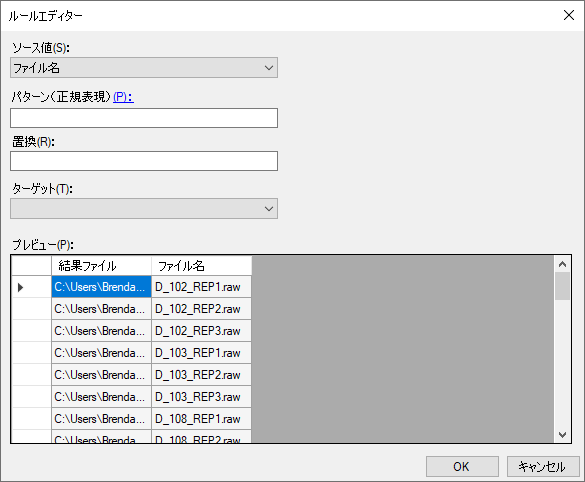 ルールエディター
ソース値(S):
ファイル名
パターン(正規表現) (P):
置換(R):
ターゲット(T):
プレビュー(P):
結果ファイル ファイル名
C:\Users\Brenda... D_102_REP1.raw
C:\Users\Brenda... D_102_REP2.raw
C:\Users\Brenda... D_102_REP3.raw
C:\Users\Brenda... D_103_REP1.raw
C:\Users\Brenda... D_103_REP2.raw
C:\Users\Brenda... D_103_REP3.raw
C:\Users\Brenda... D_108_REP1.raw
C:\Users\Brenda... D_108_REP2.raw
OK キャンセル